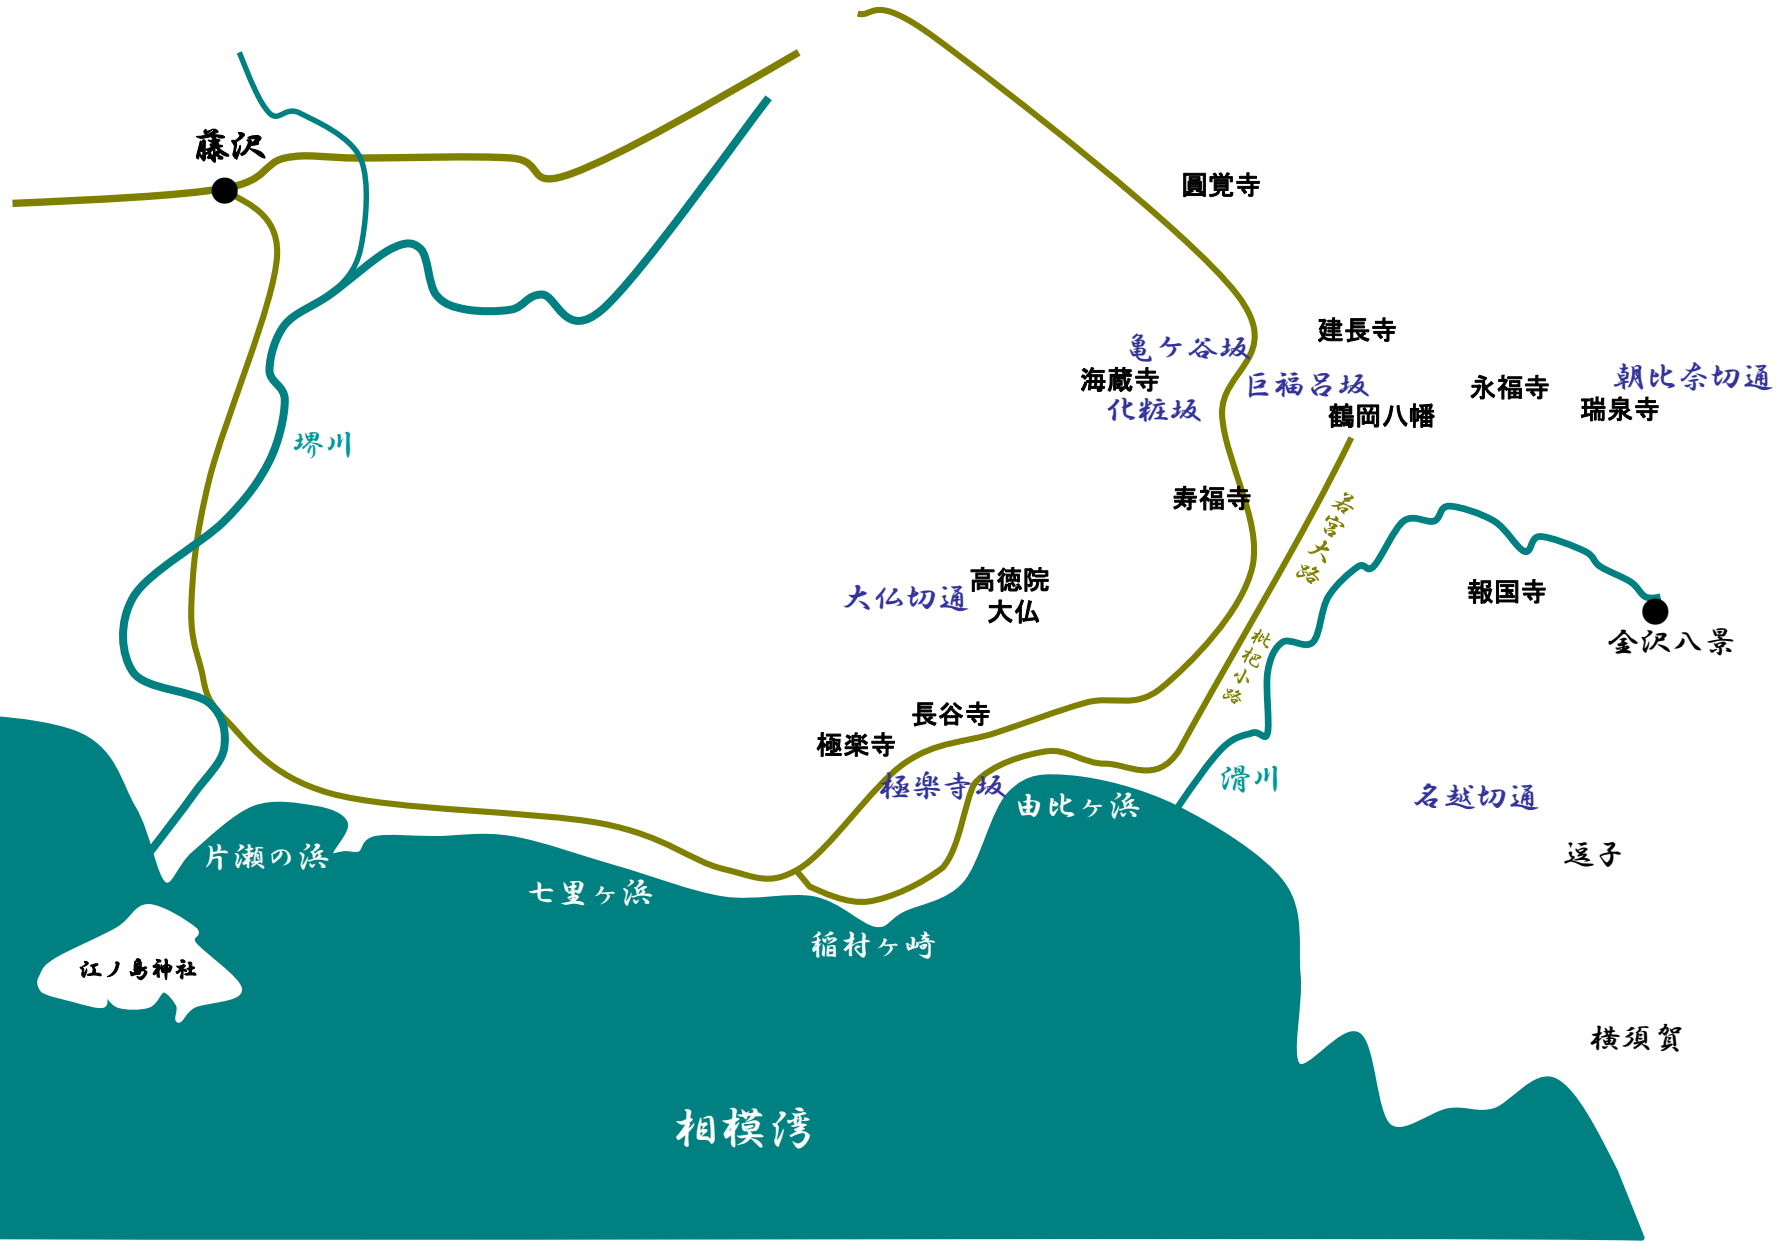 藤沢
圓覚寺
建長寺
亀ケ谷坂
海蔵寺
巨福呂坂
永福寺
朝比奈切通
化粧坂
鶴岡八幡
瑞泉寺
堺川
寿福寺
若宮大路
高徳院
大仏
大仏切通
報国寺
金沢八景
枇杷小路
長谷寺
極楽寺
極楽寺坂
由比ヶ浜
滑川
名越切通
逗子
片瀬の浜
七里ヶ浜
稲村ヶ崎
江ノ島神社
横須賀
相模湾